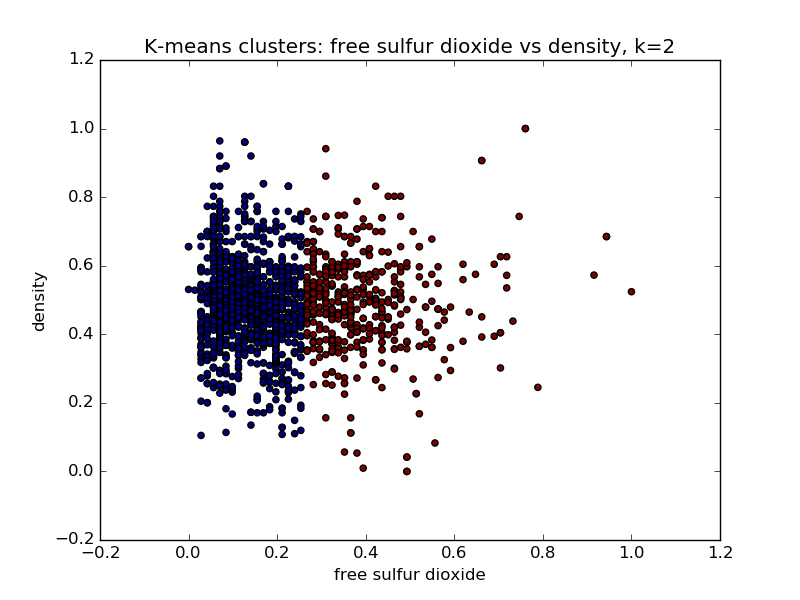 K-means clusters: free sulfur dioxide vs density, k=2
1.2
1.0
0.8
0.6
0.4
0.2
0.0
−0.2
density
−0.2 0.0 0.2 0.4 0.6 0.8 1.0 1.2
free sulfur dioxide